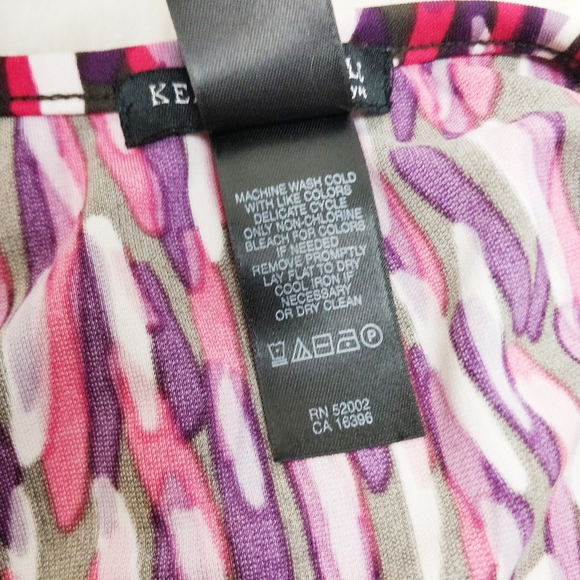 MACHINE WASH COLD
WITH LIKE COLORS
DELICATE CYCLE
ONLY NON-CHLORINE
BLEACH FOR COLORS
IS NEEDED
REMOVE PROMPTLY
LAY FLAT TO DRY
COOL IRON IF
NECESSARY
OR DRY CLEAN
P
RN 52002
CA 16396